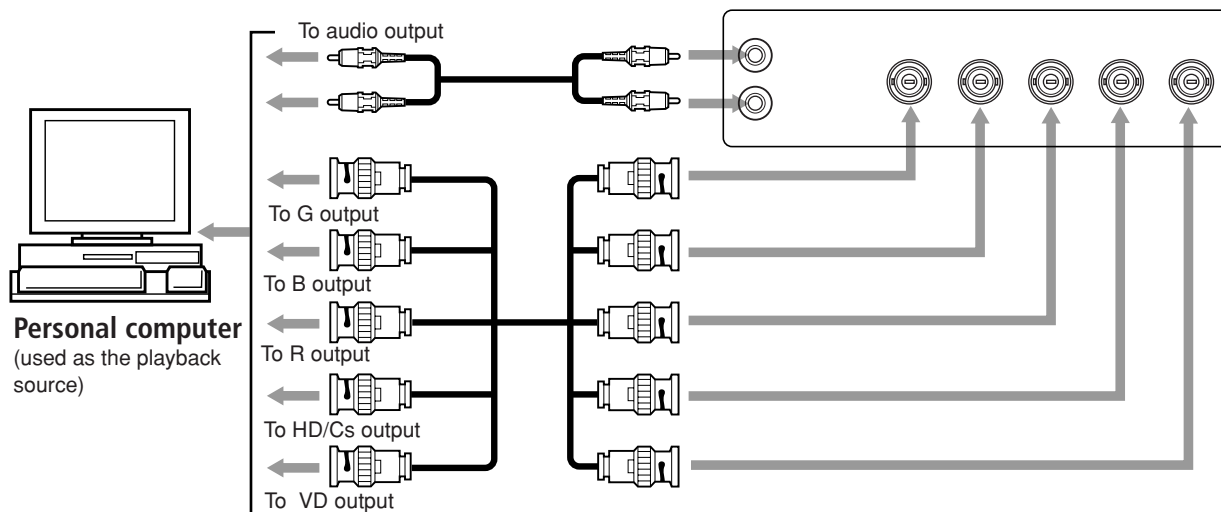 To audio output
To G output
To B output
Personal computer
(used as the playback
source)
To R output
To HD/Cs output
To VD output